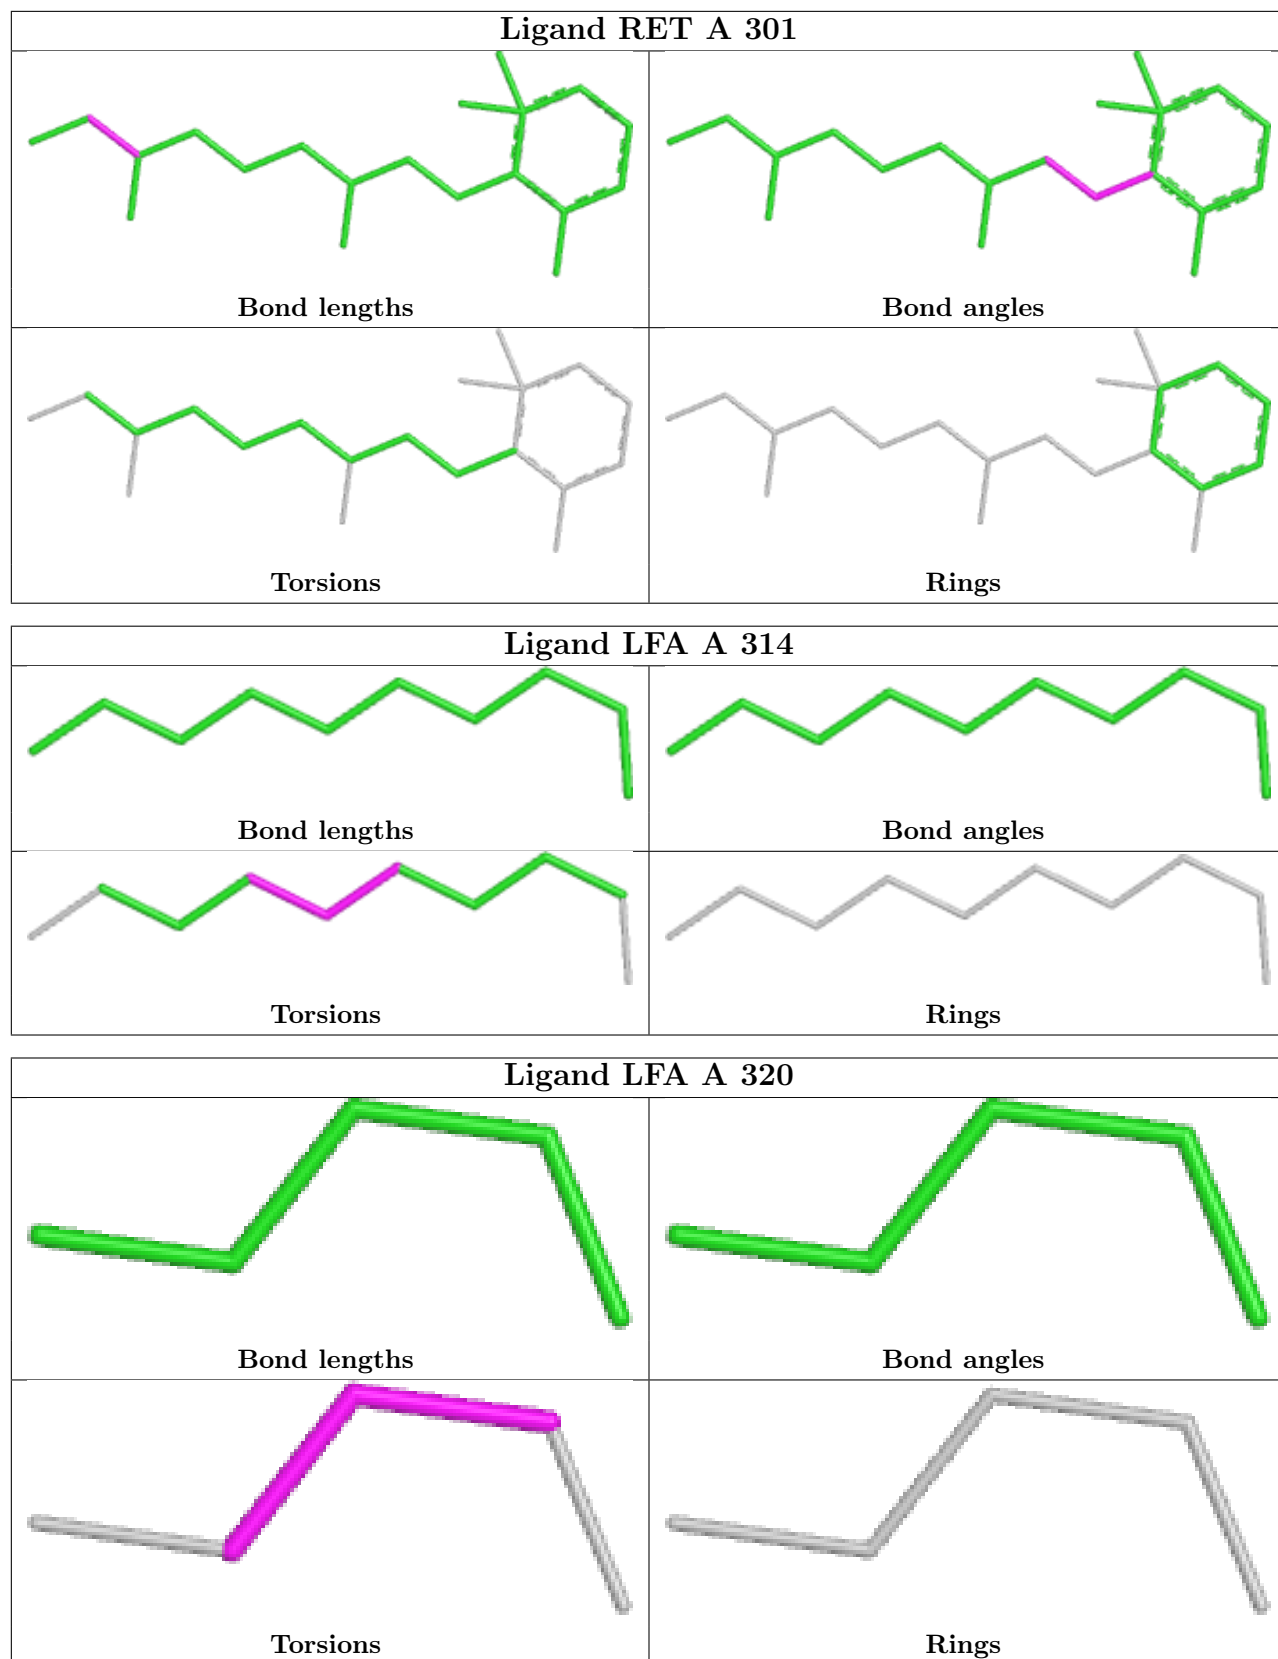 Ligand RET A 301
Bond lengths
Bond angles
Torsions
Rings
Ligand LFA A 314
Bond lengths
Bond angles
Torsions
Rings
Ligand LFA A 320
Bond lengths
Bond angles
Torsions
Rings